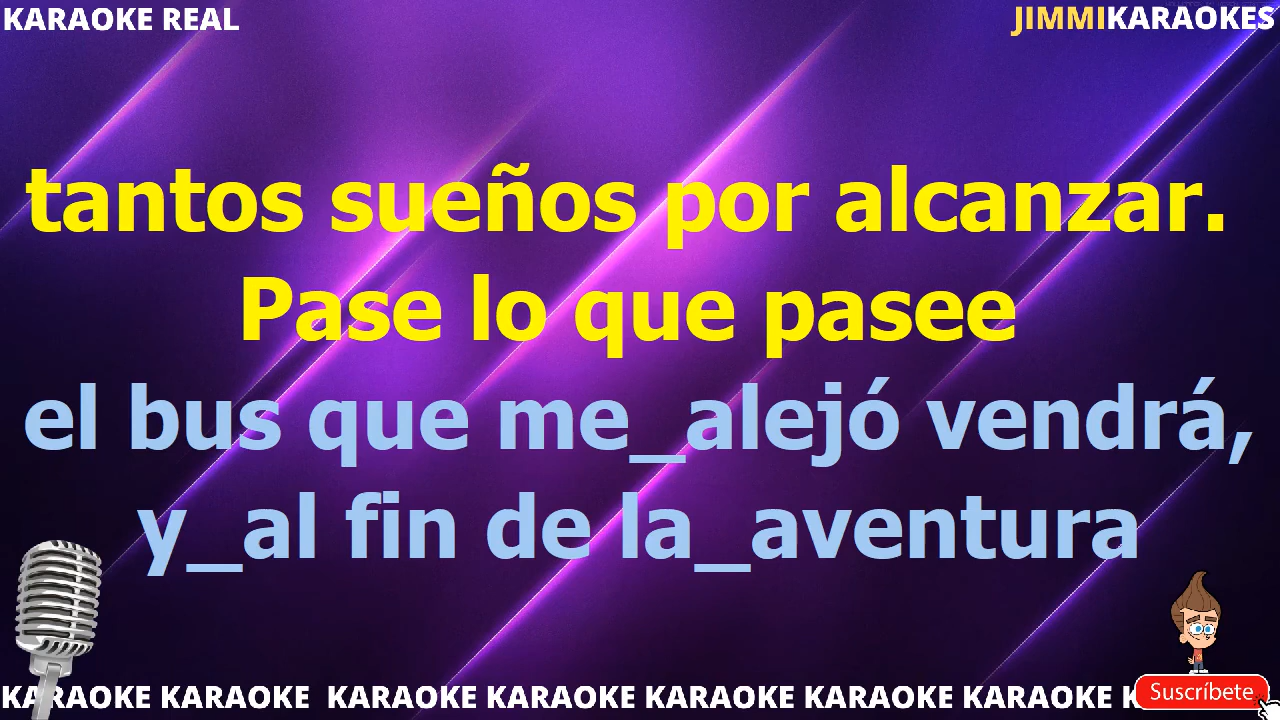 KARAOKE REAL
JIMMIKARAOKES
tantos sueños por alcanzar.
Pase lo que pasee
el bus que me_alejó vendrá,
y_al fin de la_aventura
KARAOKE KARAOKE KARAOKE KARAOKE KARAOKE KARAOKE KARAOKE K
Suscríbete